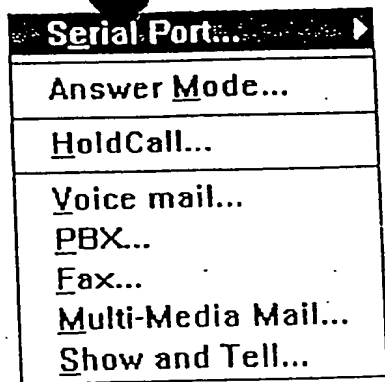 Serial Port...
Answer Mode...
HoldCall...
Voice mail...
PBX...
Fax...
Multi-Media Mail...
Show and Tell...